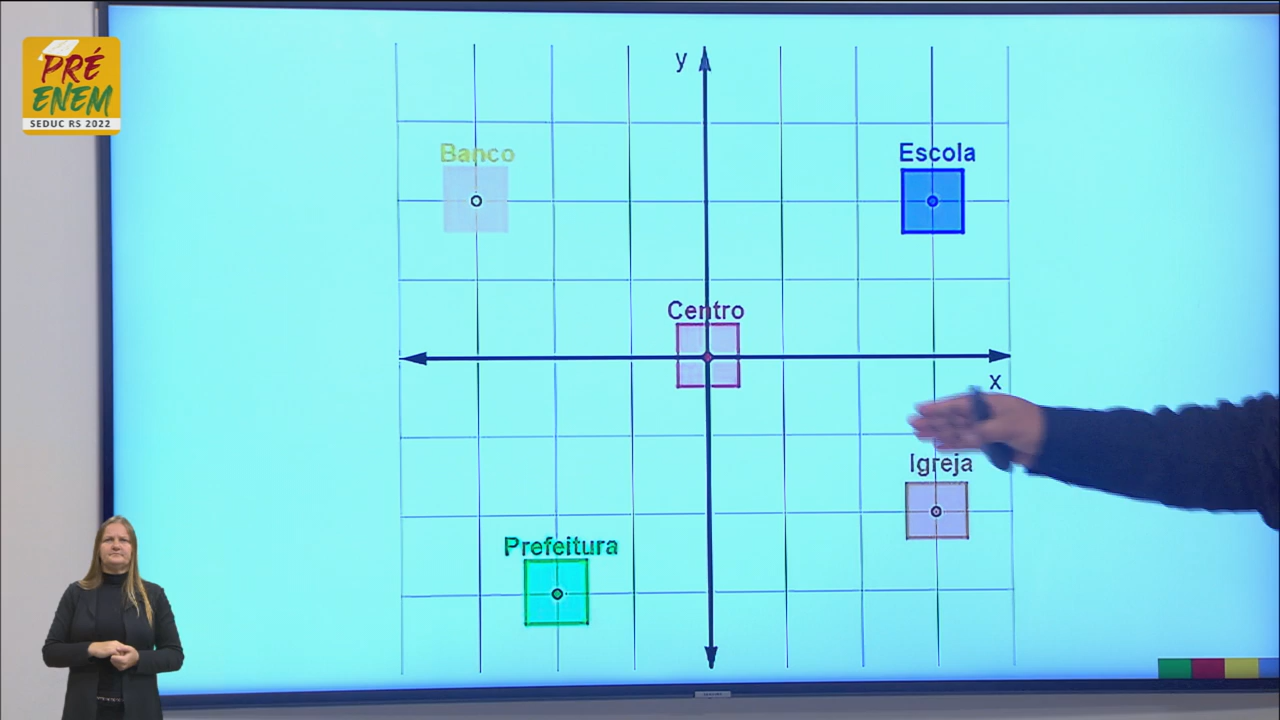 PRÉ
ENEM
SEDUC RS 2022
y
Banco
Escola
Centro
x
Igreja
Prefeitura